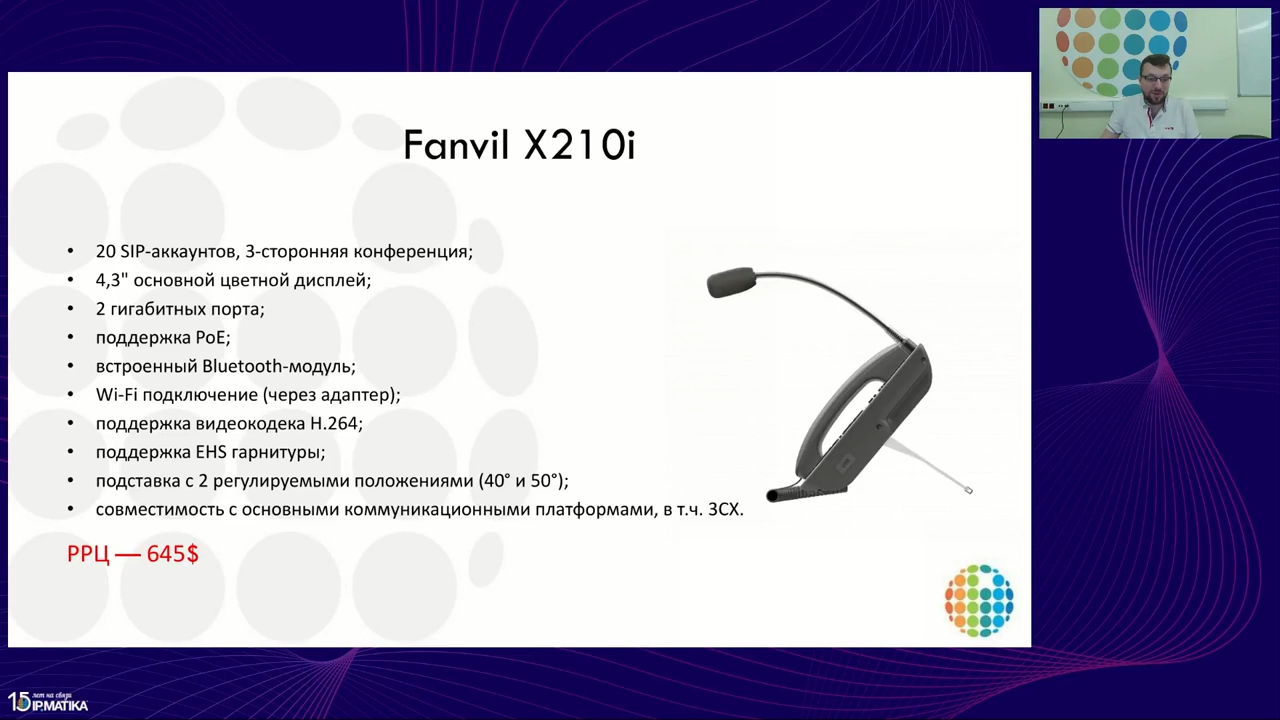 Fanvil X210i
• 20 SIP-аккаунтов, 3-сторонняя конференция;
• 4,3" основной цветной дисплей;
• 2 гигабитных порта;
• поддержка PoE;
• встроенный Bluetooth-модуль;
• Wi-Fi подключение (через адаптер);
• поддержка видеокодека H.264;
• поддержка EHS гарнитуры;
• подставка с 2 регулируемыми положениями (40° и 50°);
• совместимость с основными коммуникационными платформами, в т.ч. 3CX.
РРЦ — 645$
15 лет на связи
IPMATIKA